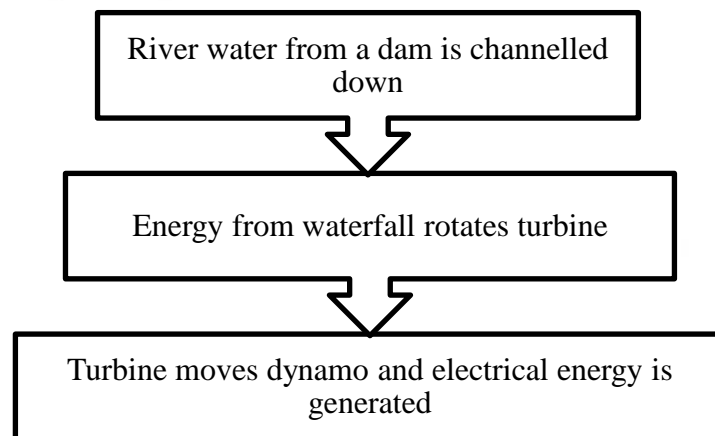 River water from a dam is channelled
down
Energy from waterfall rotates turbine
Turbine moves dynamo and electrical energy is
generated